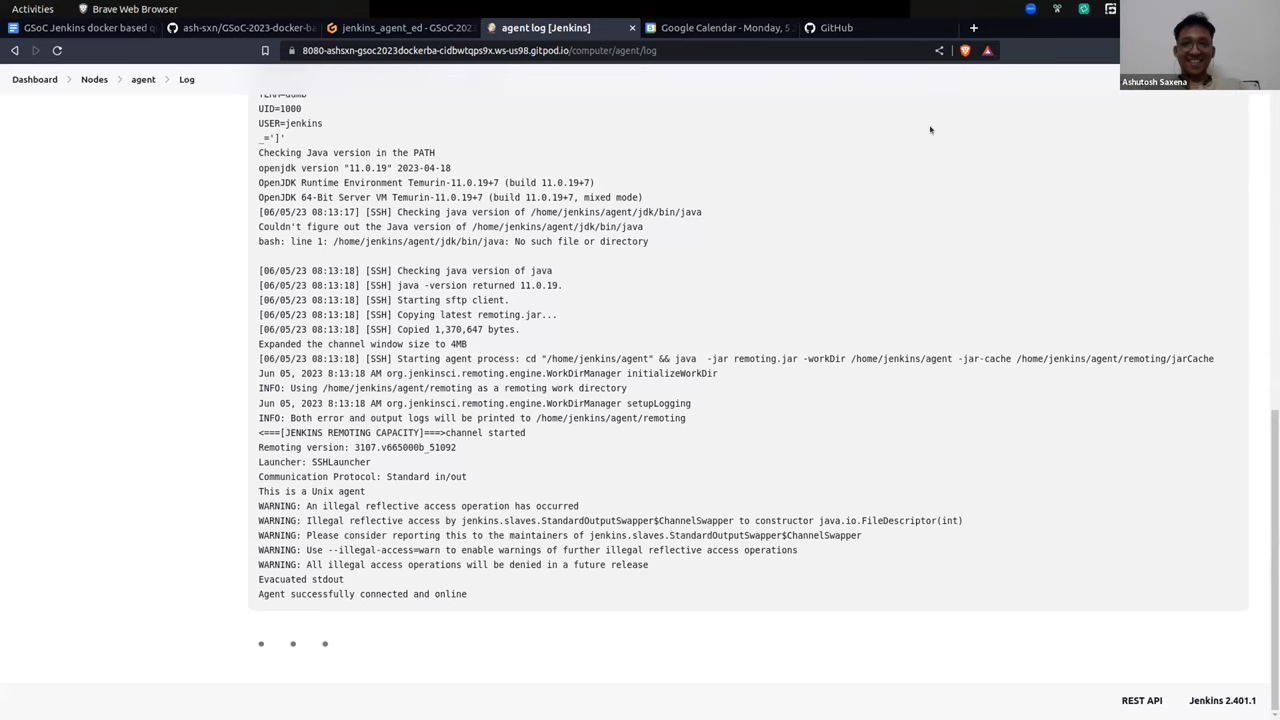 Activities
Brave Web Browser
GSoC Jenkins docker based qu
ash-sxn/GSoC-2023-docker-ba
jenkins_agent_ed - GSoC-2023
agent log [Jenkins]
Google Calendar - Monday, 5
GitHub
8080-ashsxn-gsoc2023dockerba-cidbwtqps9x.ws-us98.gitpod.io/computer/agent/log
Ashutosh Saxena
Dashboard
Nodes
agent
Log
TERM=dumb
UID=1000
USER=jenkins
_=']'
Checking Java version in the PATH
openjdk version "11.0.19" 2023-04-18
OpenJDK Runtime Environment Temurin-11.0.19+7 (build 11.0.19+7)
OpenJDK 64-Bit Server VM Temurin-11.0.19+7 (build 11.0.19+7, mixed mode)
[06/05/23 08:13:17] [SSH] Checking java version of /home/jenkins/agent/jdk/bin/java
Couldn't figure out the Java version of /home/jenkins/agent/jdk/bin/java
bash: line 1: /home/jenkins/agent/jdk/bin/java: No such file or directory
[06/05/23 08:13:18] [SSH] Checking java version of java
[06/05/23 08:13:18] [SSH] java -version returned 11.0.19.
[06/05/23 08:13:18] [SSH] Starting sftp client.
[06/05/23 08:13:18] [SSH] Copying latest remoting.jar...
[06/05/23 08:13:18] [SSH] Copied 1,370,647 bytes.
Expanded the channel window size to 4MB
[06/05/23 08:13:18] [SSH] Starting agent process: cd "/home/jenkins/agent" && java  -jar remoting.jar -workDir /home/jenkins/agent -jar-cache /home/jenkins/agent/remoting/jarCache
Jun 05, 2023 8:13:18 AM org.jenkinsci.remoting.engine.WorkDirManager initializeWorkDir
INFO: Using /home/jenkins/agent/remoting as a remoting work directory
Jun 05, 2023 8:13:18 AM org.jenkinsci.remoting.engine.WorkDirManager setupLogging
INFO: Both error and output logs will be printed to /home/jenkins/agent/remoting
<===[JENKINS REMOTING CAPACITY]===>channel started
Remoting version: 3107.v665000b_51092
Launcher: SSHLauncher
Communication Protocol: Standard in/out
This is a Unix agent
WARNING: An illegal reflective access operation has occurred
WARNING: Illegal reflective access by jenkins.slaves.StandardOutputSwapper$ChannelSwapper to constructor java.io.FileDescriptor(int)
WARNING: Please consider reporting this to the maintainers of jenkins.slaves.StandardOutputSwapper$ChannelSwapper
WARNING: Use --illegal-access=warn to enable warnings of further illegal reflective access operations
WARNING: All illegal access operations will be denied in a future release
Evacuated stdout
Agent successfully connected and online
REST API
Jenkins 2.401.1